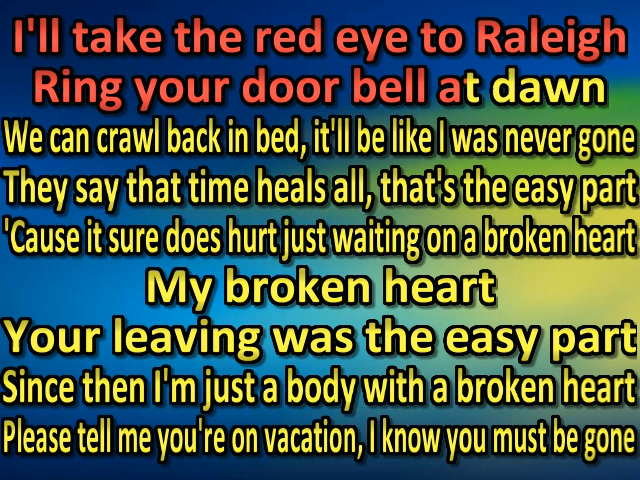 I'll take the red eye to Raleigh
Ring your door bell at dawn
We can crawl back in bed, it'll be like I was never gone
They say that time heals all, that's the easy part
'Cause it sure does hurt just waiting on a broken heart
My broken heart
Your leaving was the easy part
Since then I'm just a body with a broken heart
Please tell me you're on vacation, I know you must be gone